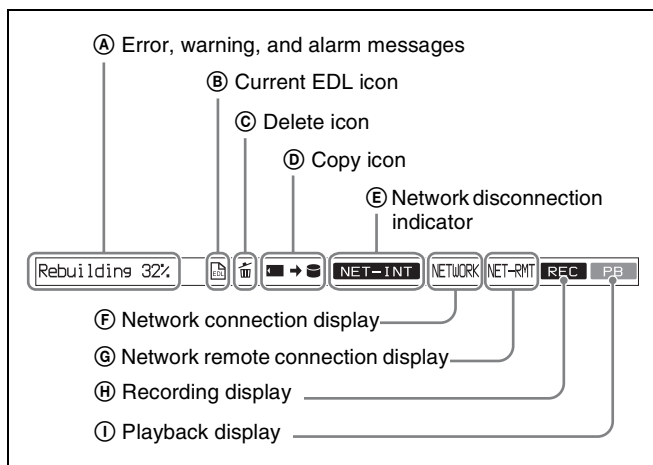 Ⓐ Error, warning, and alarm messages
Ⓑ Current EDL icon
Ⓒ Delete icon
Ⓓ Copy icon
Ⓔ Network disconnection
indicator
Rebuilding 32% EDL NET-INT NETWORK NET-RMT REC PB
Ⓕ Network connection display
Ⓖ Network remote connection display
Ⓗ Recording display
Ⓘ Playback display